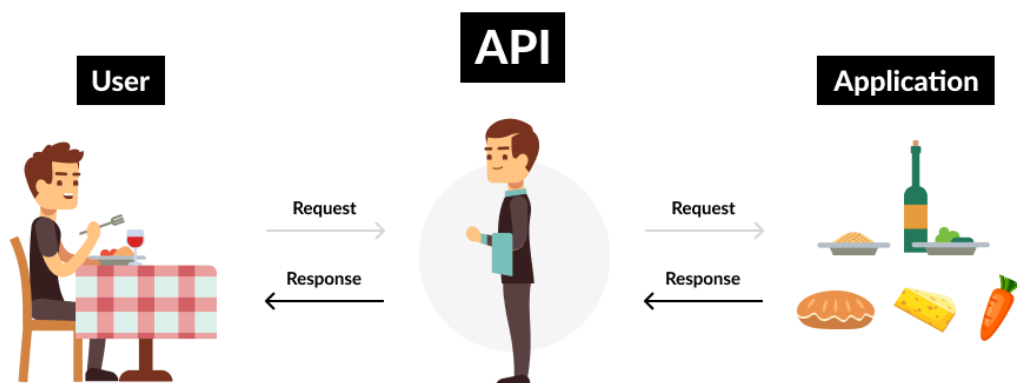 API
User
Application
Request
Request
Response
Response